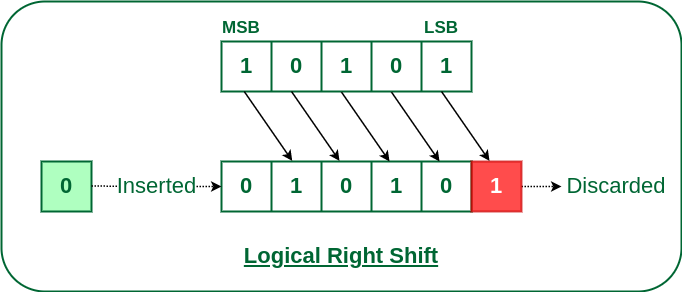 MSB LSB
1 0 1 0 1
0 Inserted 0 1 0 1 0 1 Discarded
Logical Right Shift